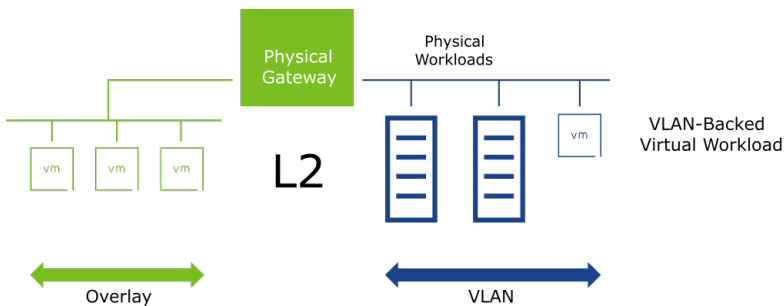 Physical
Gateway
Physical
Workloads
vm
vm
vm
L2
vm
VLAN-Backed
Virtual Workload
Overlay
VLAN